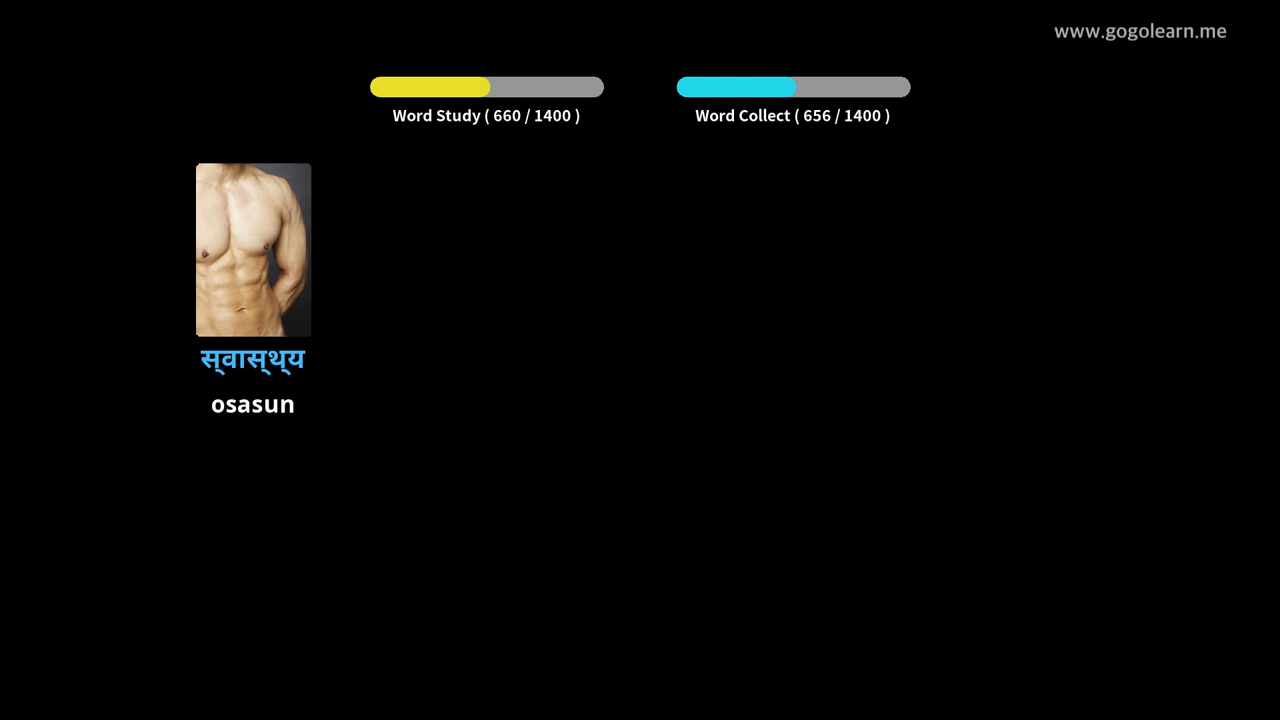 www.gogolearn.me
Word Study ( 660 / 1400 )
Word Collect ( 656 / 1400 )
स्वास्थ्य
osasun